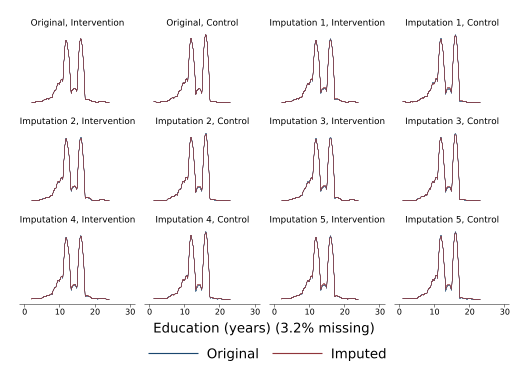 Original, Intervention
Original, Control
Imputation 1, Intervention
Imputation 1, Control
Imputation 2, Intervention
Imputation 2, Control
Imputation 3, Intervention
Imputation 3, Control
Imputation 4, Intervention
Imputation 4, Control
Imputation 5, Intervention
Imputation 5, Control
0 10 20 30 0 10 20 30 0 10 20 30 0 10 20 30
Education (years) (3.2% missing)
Original Imputed